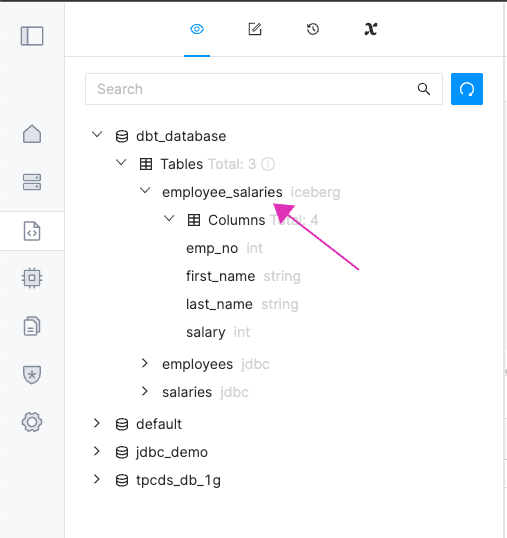 Search
dbt_database
Tables Total: 3
employee_salaries iceberg
Columns Total: 4
emp_no int
first_name string
last_name string
salary int
employees jdbc
salaries jdbc
default
jdbc_demo
tpcds_db_1g